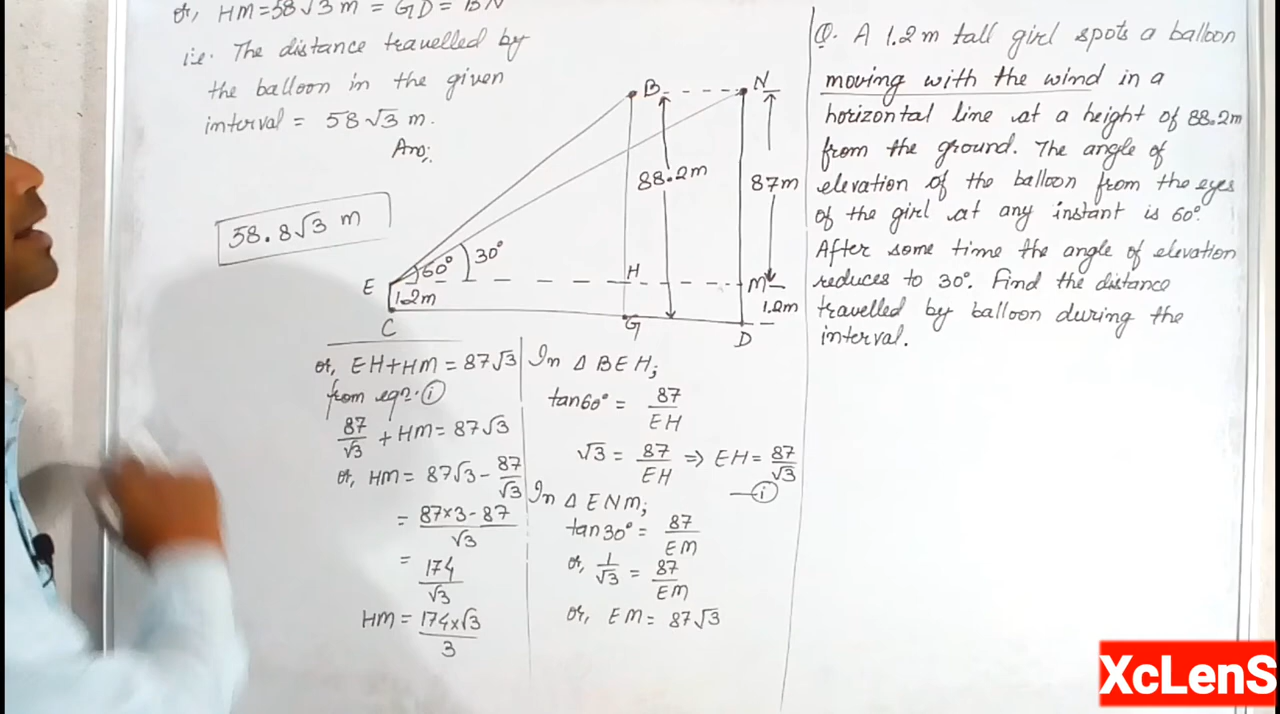 or, HM=58√3 m = GD = BN
i.e. The distance travelled by
the balloon in the given
interval = 58√3 m.
Ans;
58.8√3 m
B
N
88.2m
87m
60°
30°
E
H
M
1.2m
1.2m
C
G
D
or, EH+HM = 87√3
from eqn. (i)
87/√3 + HM = 87√3
or, HM = 87√3 - 87/√3
= 87×3-87/√3
= 174/√3
HM = 174×√3/3
In Δ BEH;
tan60° = 87/EH
√3 = 87/EH ⇒ EH = 87/√3
—(i)
In Δ ENM;
tan30° = 87/EM
or, 1/√3 = 87/EM
or, EM = 87√3
Q. A 1.2m tall girl spots a balloon
moving with the wind in a
horizontal line at a height of 88.2m
from the ground. The angle of
elevation of the balloon from the eyes
of the girl at any instant is 60°.
After some time the angle of elevation
reduces to 30°. Find the distance
travelled by balloon during the
interval.
XcLenS